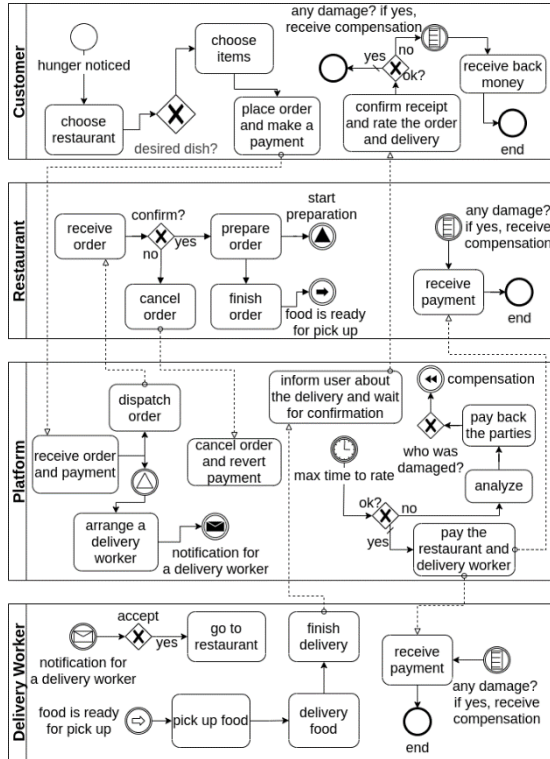 Customer
hunger noticed
choose
restaurant
desired dish?
choose
items
place order
and make a
payment
any damage? if yes,
receive compensation
yes
no
ok?
confirm receipt
and rate the order
and delivery
receive back
money
end
Restaurant
receive
order
confirm?
yes
no
prepare
order
start
preparation
cancel
order
finish
order
food is ready
for pick up
any damage?
if yes, receive
compensation
receive
payment
end
Platform
dispatch
order
receive order
and payment
arrange a
delivery worker
notification for
a delivery worker
cancel order
and revert
payment
inform user about
the delivery and wait
for confirmation
max time to rate
ok?
no
yes
compensation
who was
damaged?
pay back
the parties
analyze
pay the
restaurant and
delivery worker
Delivery Worker
notification for
a delivery worker
accept
yes
go to
restaurant
food is ready
for pick up
pick up food
delivery
food
finish
delivery
receive
payment
any damage?
if yes, receive
compensation
end